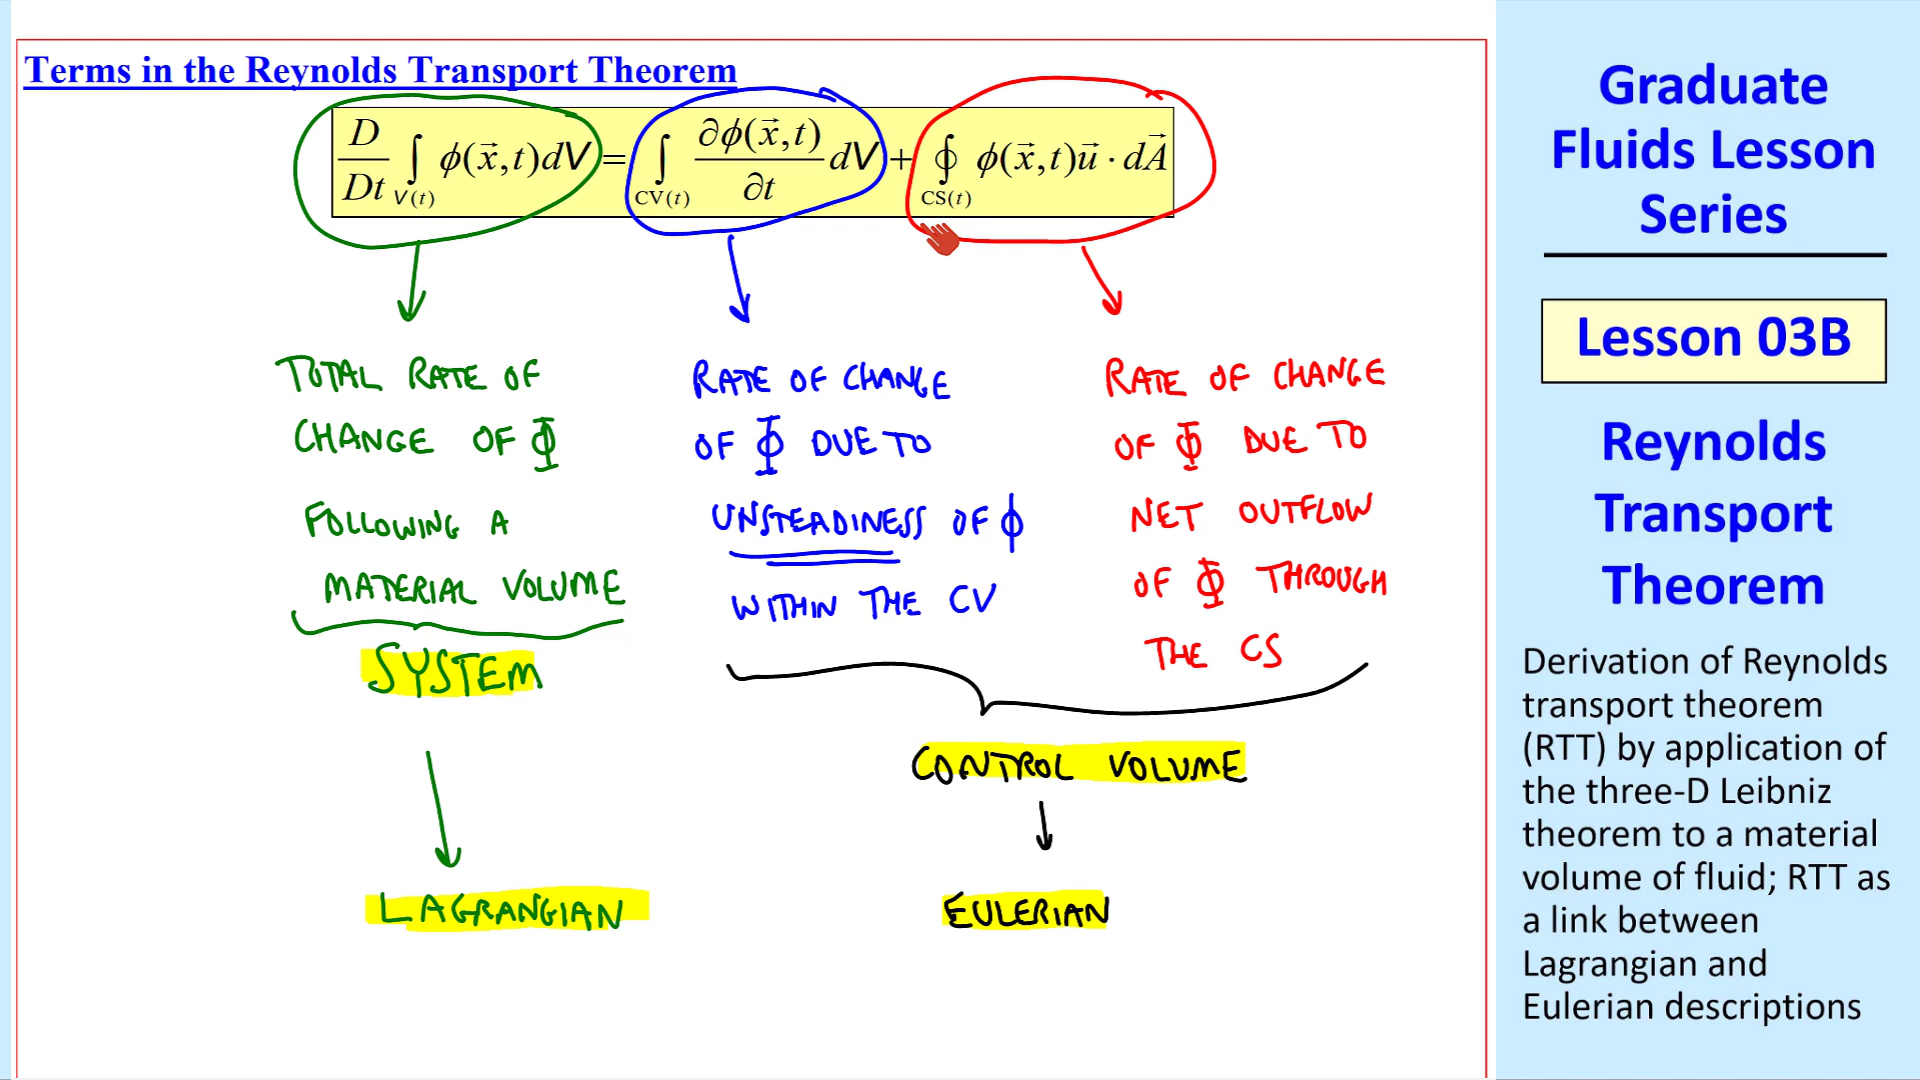 Terms in the Reynolds Transport Theorem
D/Dt ∫V(t) ϕ(x⃗,t)dV = ∫CV(t) ∂ϕ(x⃗,t)/∂t dV + ∮CS(t) ϕ(x⃗,t)u⃗ · dA⃗
TOTAL RATE OF
CHANGE OF Φ
FOLLOWING A
MATERIAL VOLUME
SYSTEM
LAGRANGIAN
RATE OF CHANGE
OF Φ DUE TO
UNSTEADINESS OF ϕ
WITHIN THE CV
RATE OF CHANGE
OF Φ DUE TO
NET OUTFLOW
OF Φ THROUGH
THE CS
CONTROL VOLUME
EULERIAN
Graduate
Fluids Lesson
Series
Lesson 03B
Reynolds
Transport
Theorem
Derivation of Reynolds
transport theorem
(RTT) by application of
the three-D Leibniz
theorem to a material
volume of fluid; RTT as
a link between
Lagrangian and
Eulerian descriptions